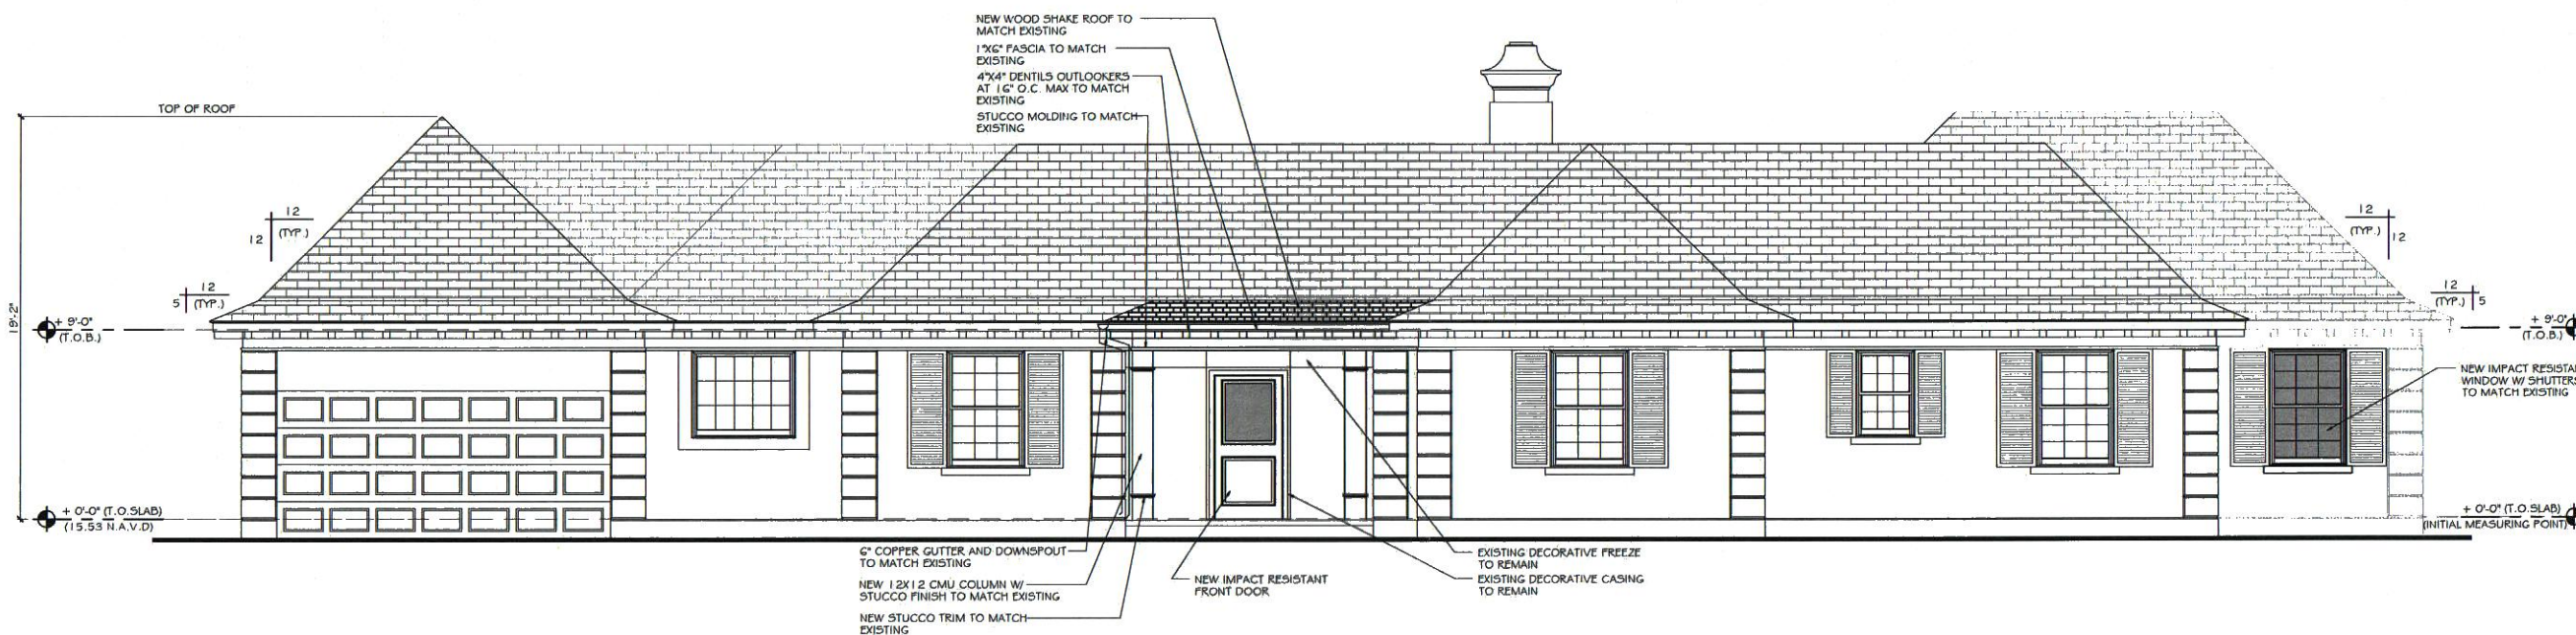 NEW WOOD SHAKE ROOF TO
MATCH EXISTING
1"X6" FASCIA TO MATCH
EXISTING
4"X4" DENTILS OUTLOOKERS
AT 16" O.C. MAX TO MATCH
EXISTING
STUCCO MOLDING TO MATCH
EXISTING
TOP OF ROOF
12
12
(TYP.)
12
5
(TYP.)
19'-2"
+ 9'-0"
(T.O.B.)
+ 0'-0" (T.O.SLAB)
(15.53 N.A.V.D)
12
(TYP.)
12
12
(TYP.)
5
+ 9'-0"
(T.O.B.)
NEW IMPACT RESISTA
WINDOW W/ SHUTTERS
TO MATCH EXISTING
+ 0'-0" (T.O.SLAB)
(INITIAL MEASURING POINT)
6" COPPER GUTTER AND DOWNSPOUT
TO MATCH EXISTING
NEW 12X12 CMU COLUMN W/
STUCCO FINISH TO MATCH EXISTING
NEW STUCCO TRIM TO MATCH
EXISTING
NEW IMPACT RESISTANT
FRONT DOOR
EXISTING DECORATIVE FREEZE
TO REMAIN
EXISTING DECORATIVE CASING
TO REMAIN